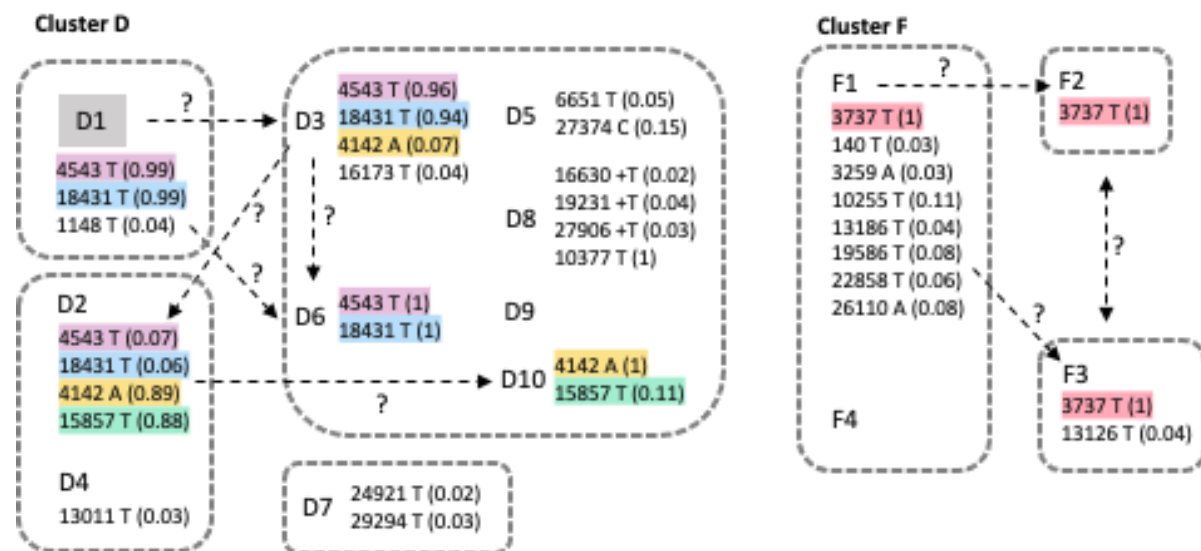 Cluster D
D1
4543 T (0.99)
18431 T (0.99)
1148 T (0.04)
?
D2
4543 T (0.07)
18431 T (0.06)
4142 A (0.89)
15857 T (0.88)
D4
13011 T (0.03)
?
?
D3
4543 T (0.96)
18431 T (0.94)
4142 A (0.07)
16173 T (0.04)
?
D6
4543 T (1)
18431 T (1)
?
D5
6651 T (0.05)
27374 C (0.15)
D8
16630 +T (0.02)
19231 +T (0.04)
27906 +T (0.03)
10377 T (1)
D9
D10
4142 A (1)
15857 T (0.11)
D7
24921 T (0.02)
29294 T (0.03)
Cluster F
F1
3737 T (1)
140 T (0.03)
3259 A (0.03)
10255 T (0.11)
13186 T (0.04)
19586 T (0.08)
22858 T (0.06)
26110 A (0.08)
F4
?
F2
3737 T (1)
?
?
F3
3737 T (1)
13126 T (0.04)